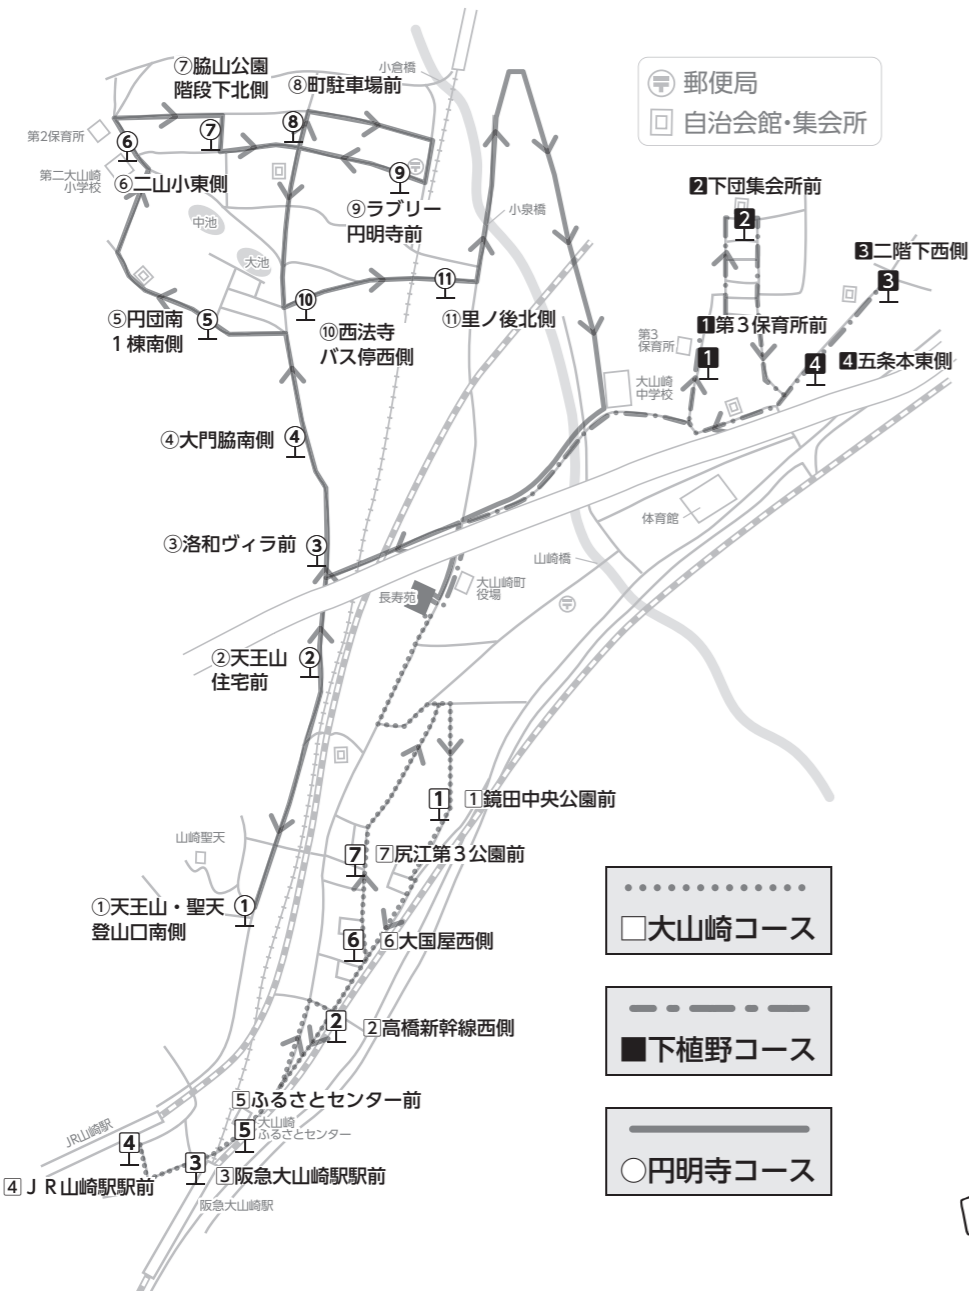 ⑦脇山公園
階段下北側
⑧町駐車場前
小倉橋
郵便局
自治会館・集会所
第2保育所
⑥
⑦
⑧
⑨
第二大山崎
小学校
⑥二山小東側
中池
大池
⑨ラブリー
円明寺前
小泉橋
2下団集会所前
2
3二階下西側
3
⑤円団南
1棟南側
⑤
⑩
⑪
⑩西法寺
バス停西側
⑪里ノ後北側
第3
保育所
1第3保育所前
1
4
4五条本東側
大山崎
中学校
④大門脇南側
④
体育館
③洛和ヴィラ前
③
山崎橋
長寿苑
大山崎町
役場
②天王山
住宅前
②
1
1鏡田中央公園前
山崎聖天
7
7尻江第3公園前
①天王山・聖天
登山口南側
①
6
6大国屋西側
□大山崎コース
2
2高橋新幹線西側
■下植野コース
5ふるさとセンター前
5
大山崎
ふるさとセンター
JR山崎駅
4
3
3阪急大山崎駅駅前
4JR山崎駅駅前
阪急大山崎駅
○円明寺コース